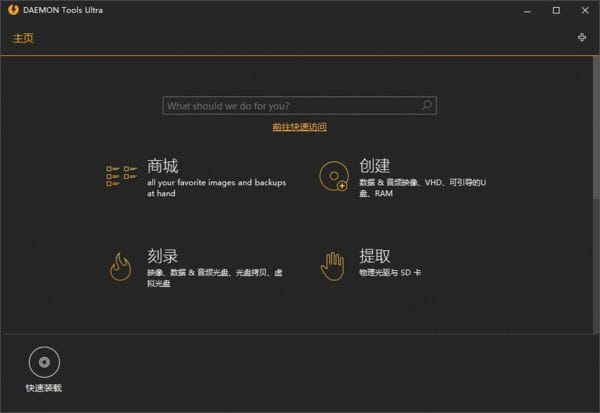 DAEMON Tools Ultra
主页
What should we do for you?
前往快速访问
商城
all your favorite images and backups
at hand
创建
数据 & 音频映像、VHD、可引导的U
盘、RAM
刻录
映像、数据 & 音频光盘、光盘拷贝、虚
拟光盘
提取
物理光驱与 SD 卡
快速装载